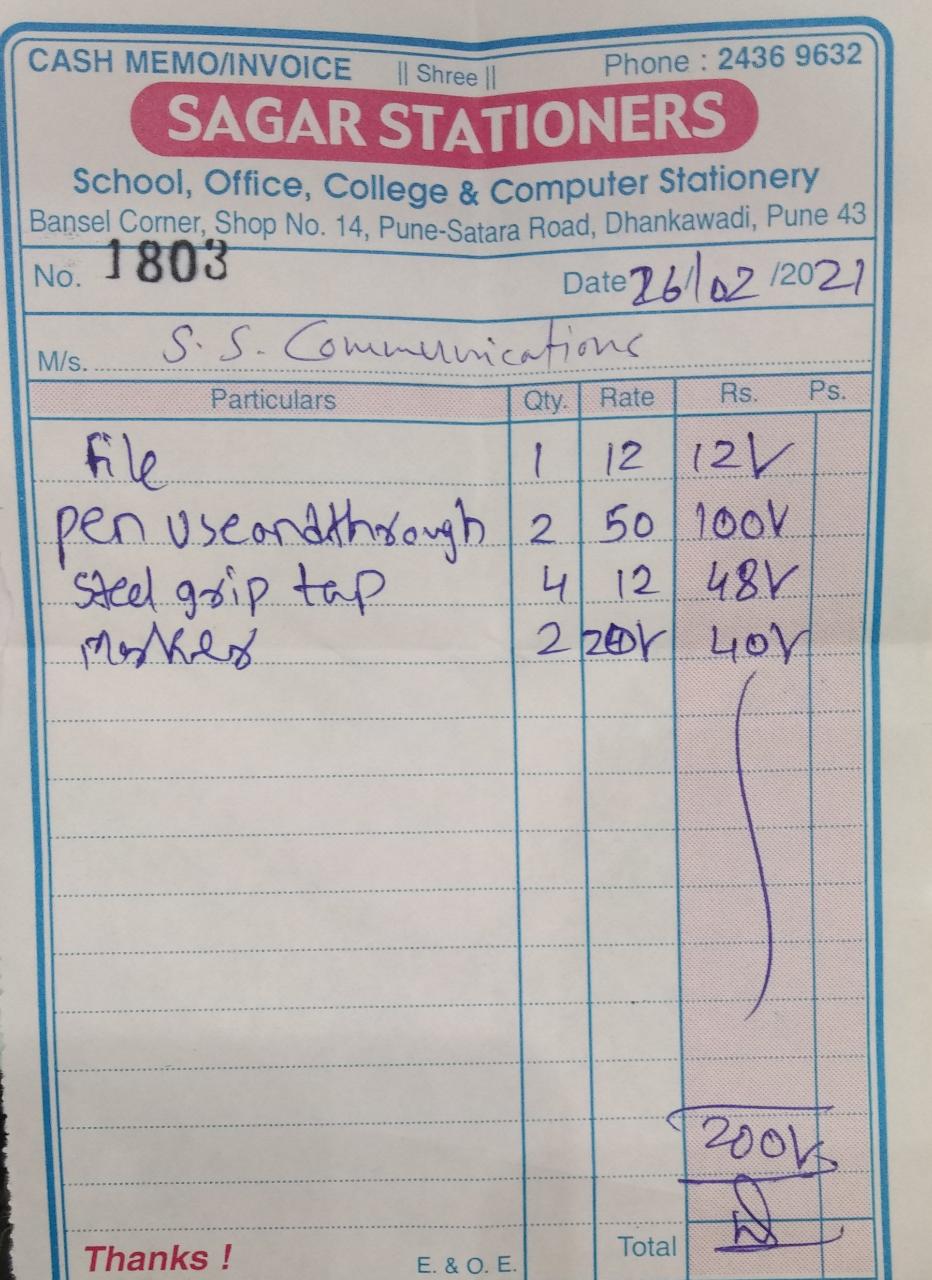 CASH MEMO/INVOICE || Shree || Phone : 2436 9632
SAGAR STATIONERS
School, Office, College & Computer Stationery
Bansel Corner, Shop No. 14, Pune-Satara Road, Dhankawadi, Pune 43
No. 1803 Date 26/02/2021
M/s. S. S. Communications
Particulars Qty. Rate Rs. Ps.
File 1 12 12
pen useandthrough 2 50 100
steel grip tap 4 12 48
marker 2 20 40
200
Total
Thanks ! E. & O. E.